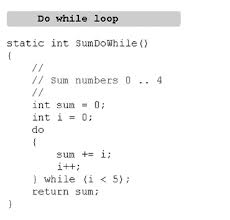 Do while loop
static int SumDoWhile()
{
    //
    // Sum numbers 0 .. 4
    //
    int sum = 0;
    int i = 0;
    do
    {
        sum += i;
        i++;
    } while (i < 5);
    return sum;
}